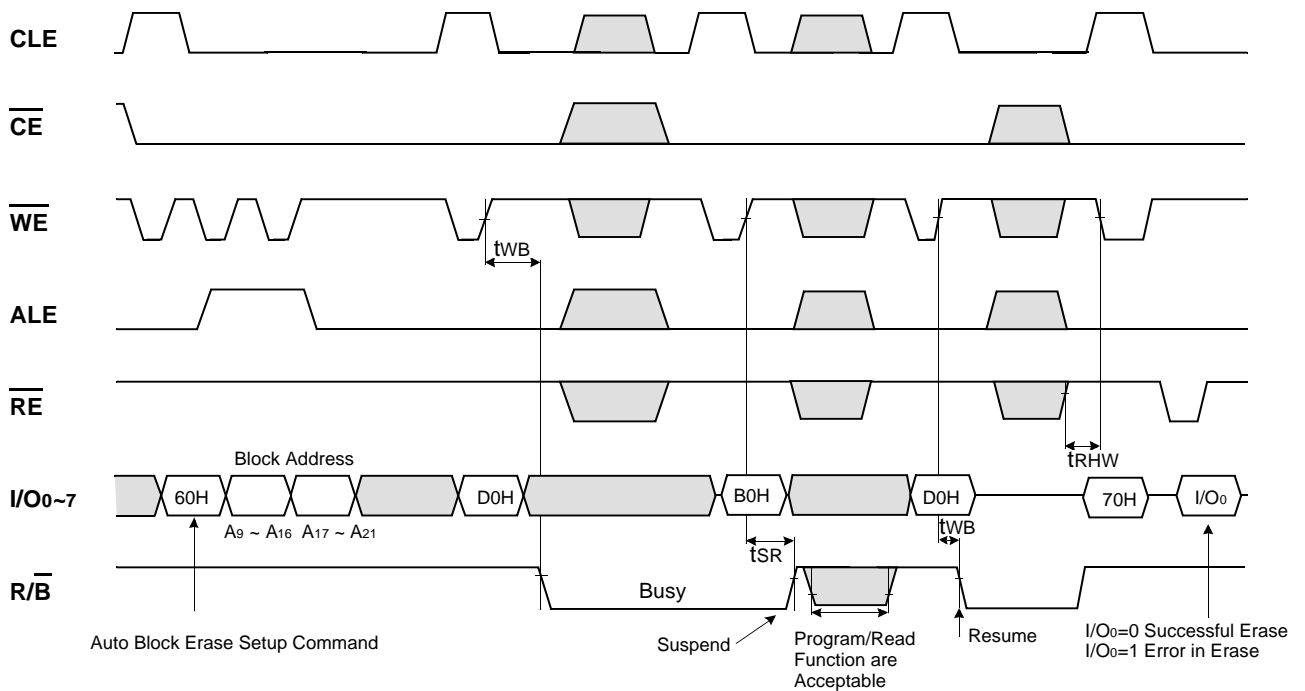 CLE
CE
WE
tWB
ALE
RE
tRHW
Block Address
I/O0~7
60H
D0H
B0H
D0H
70H
I/O0
A9 ~ A16
A17 ~ A21
tSR
tWB
R/B
Busy
Auto Block Erase Setup Command
Suspend
Program/Read
Function are
Acceptable
Resume
I/O0=0 Successful Erase
I/O0=1 Error in Erase